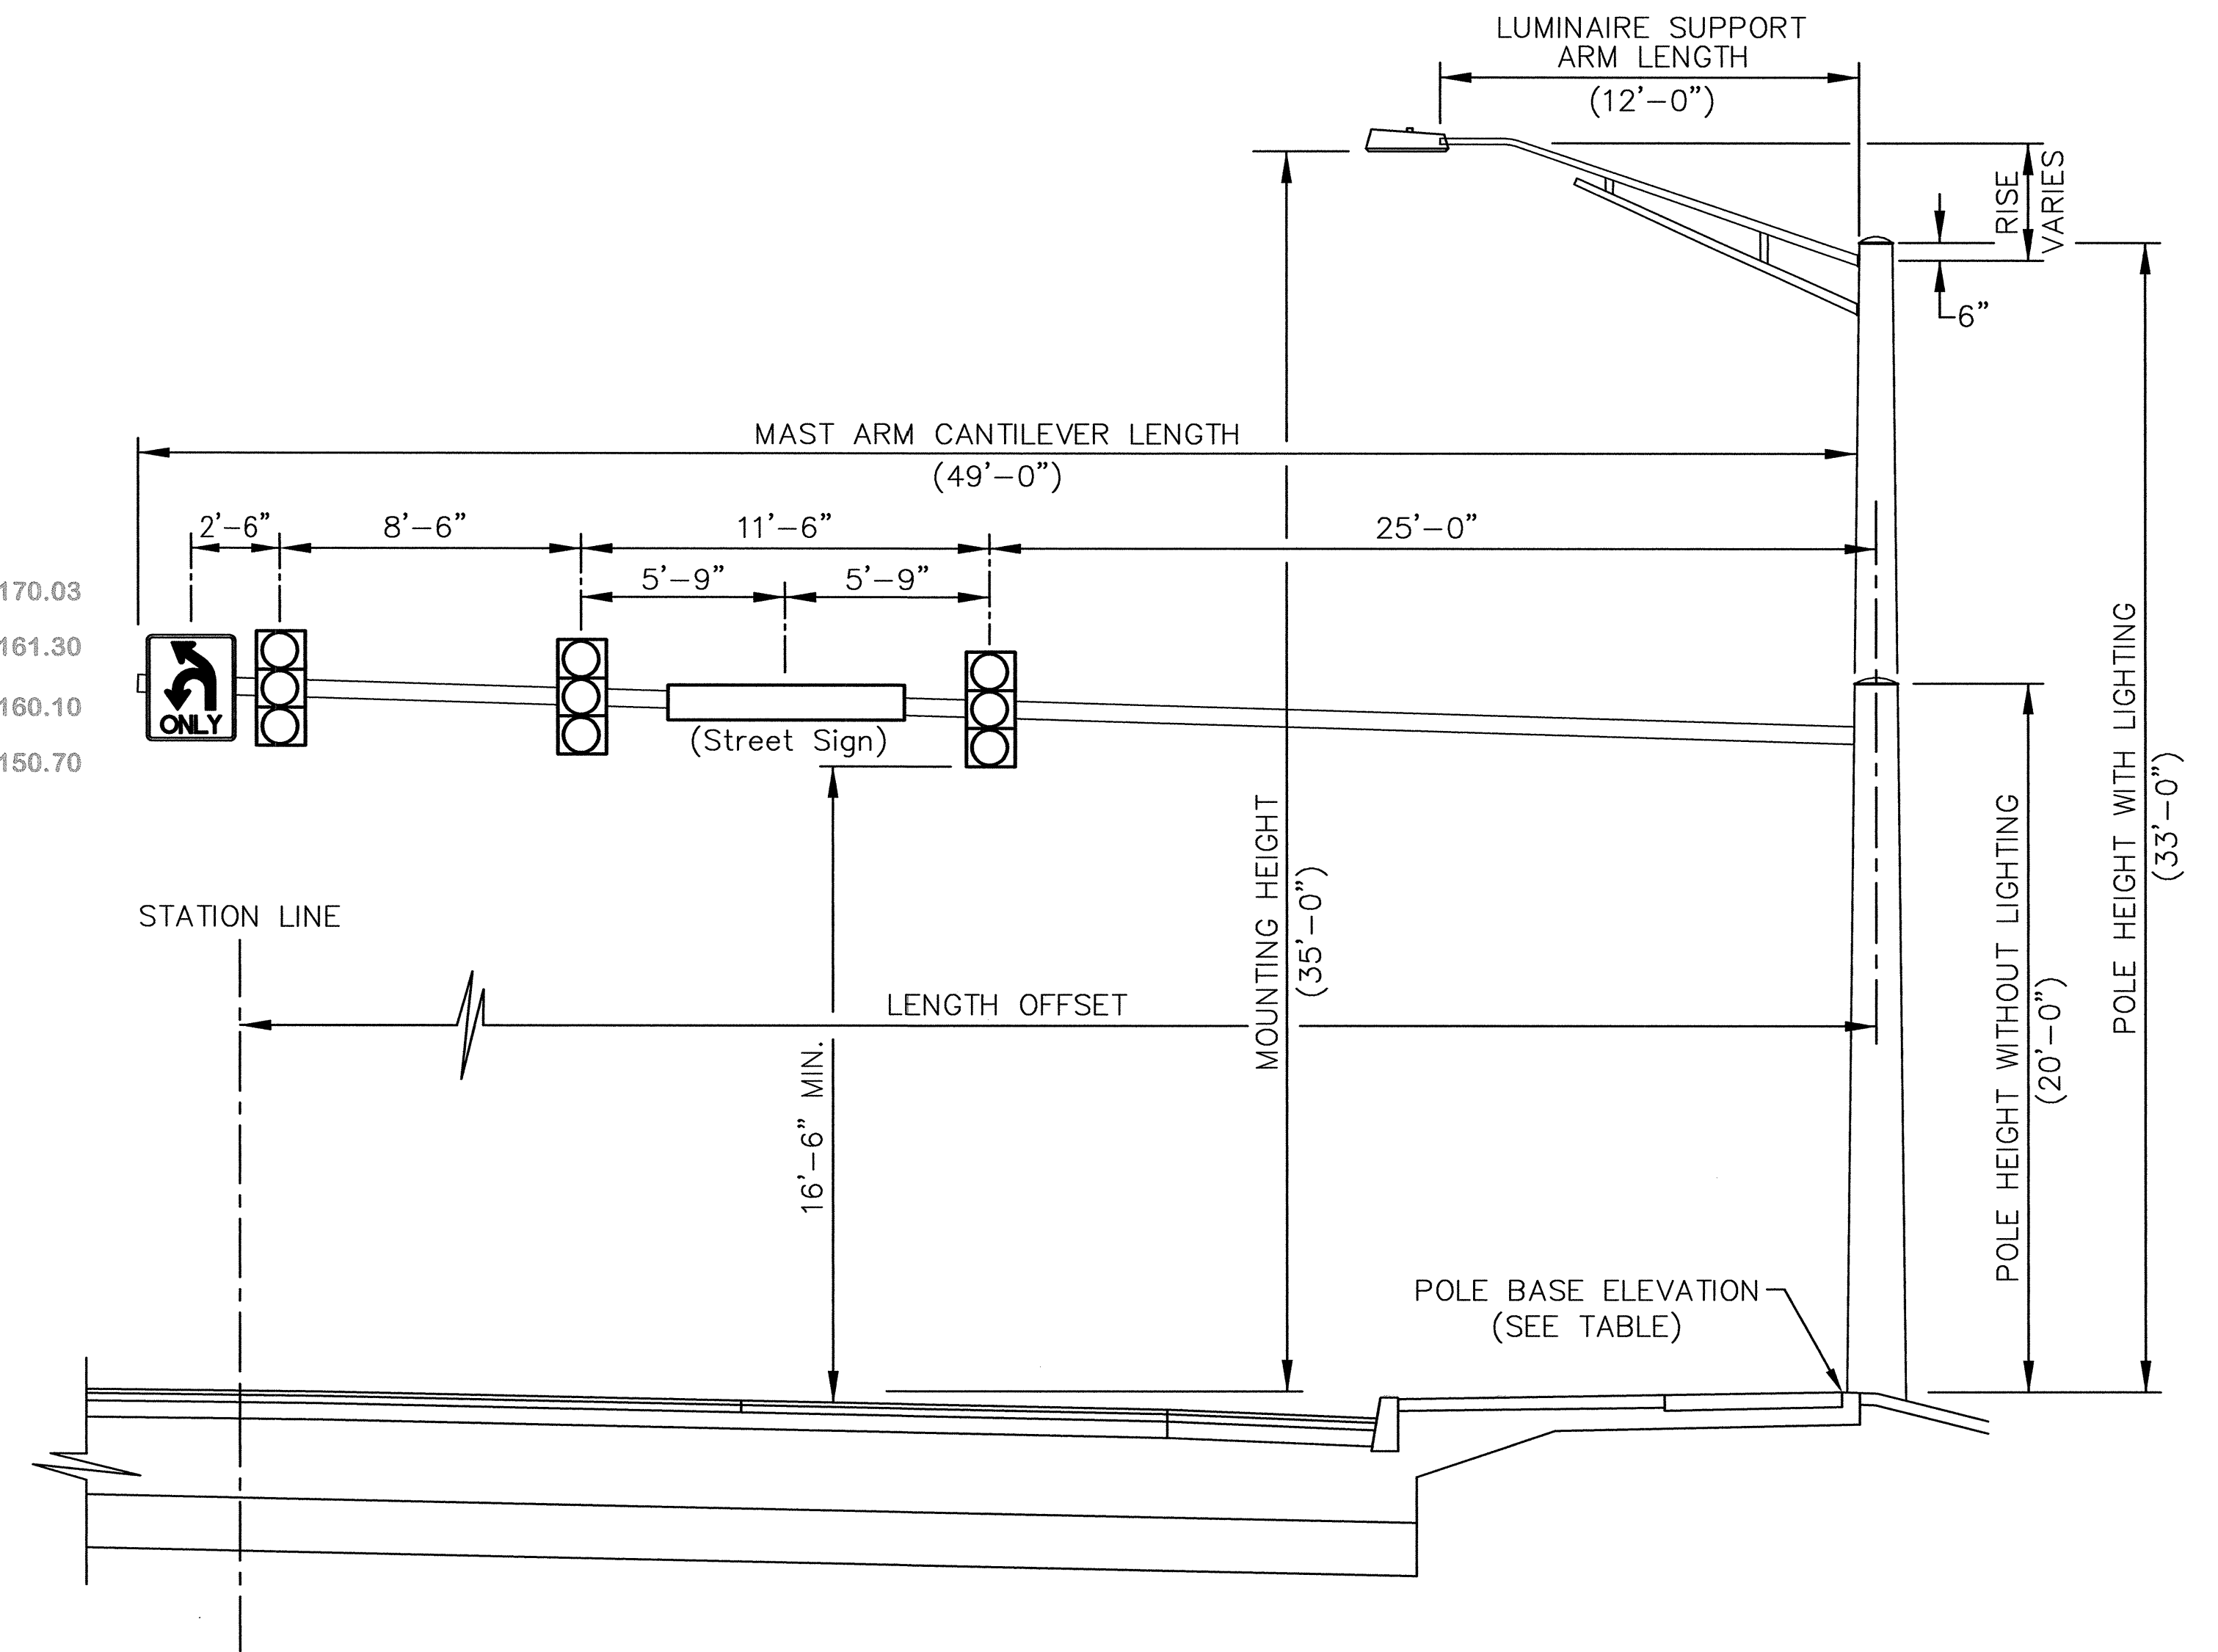 LUMINAIRE SUPPORT
ARM LENGTH
(12'-0")
RISE
VARIES
6"
MAST ARM CANTILEVER LENGTH
(49'-0")
2'-6"
8'-6"
11'-6"
25'-0"
5'-9"
5'-9"
170.03
161.30
160.10
150.70
ONLY
(Street Sign)
STATION LINE
LENGTH OFFSET
16'-6" MIN.
MOUNTING HEIGHT
(35'-0")
POLE HEIGHT WITHOUT LIGHTING
(20'-0")
POLE HEIGHT WITH LIGHTING
(33'-0")
POLE BASE ELEVATION
(SEE TABLE)